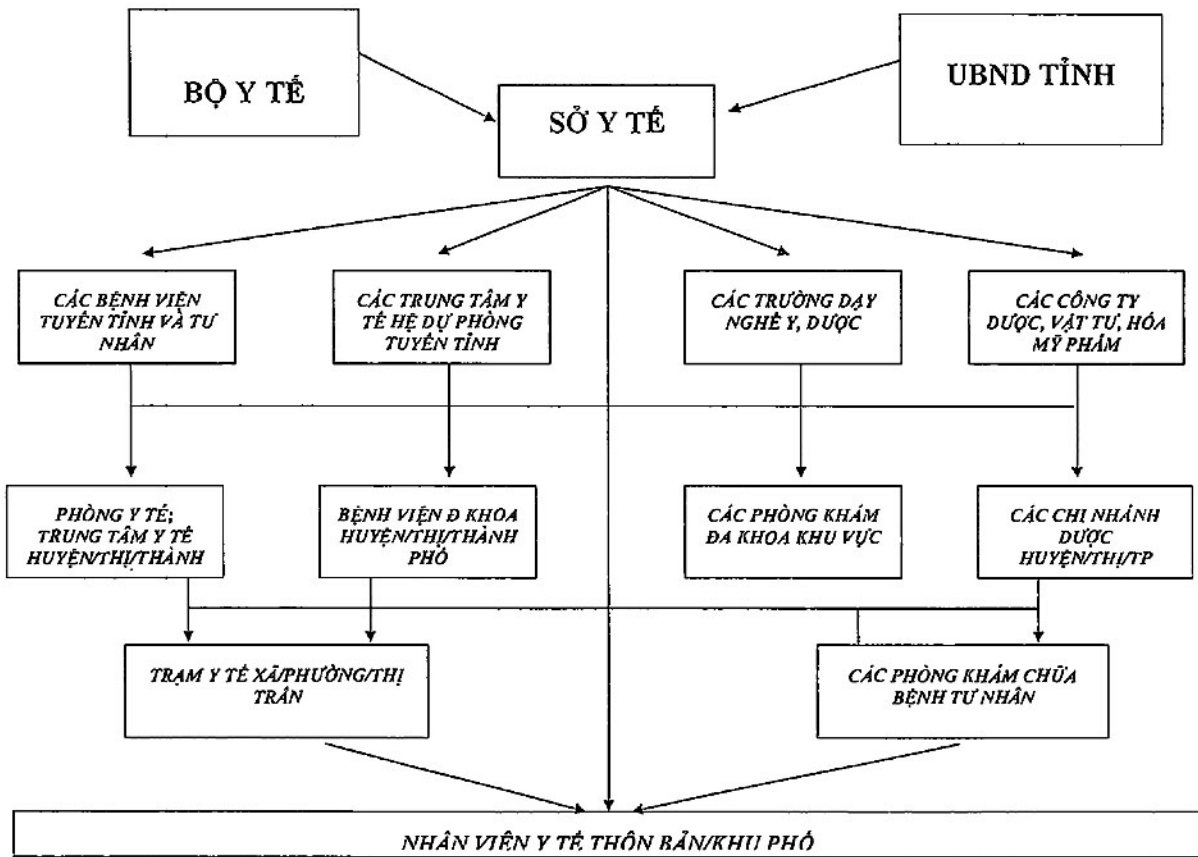 BỘ Y TẾ
UBND TỈNH
SỞ Y TẾ
CÁC BỆNH VIỆN
TUYẾN TỈNH VÀ TƯ
NHÂN
CÁC TRUNG TÂM Y
TẾ HỆ DỰ PHÒNG
TUYẾN TỈNH
CÁC TRƯỜNG DẠY
NGHỀ Y, DƯỢC
CÁC CÔNG TY
DƯỢC, VẬT TƯ, HÓA
MỸ PHẨM
PHÒNG Y TẾ;
TRUNG TÂM Y TẾ
HUYỆN/THỊ/THÀNH
BỆNH VIỆN Đ KHOA
HUYỆN/THỊ/THÀNH
PHỐ
CÁC PHÒNG KHÁM
ĐA KHOA KHU VỰC
CÁC CHI NHÁNH
DƯỢC
HUYỆN/THỊ/TP
TRẠM Y TẾ XÃ/PHƯỜNG/THỊ
TRẤN
CÁC PHÒNG KHÁM CHỮA
BỆNH TƯ NHÂN
NHÂN VIÊN Y TẾ THÔN BẢN/KHU PHỐ